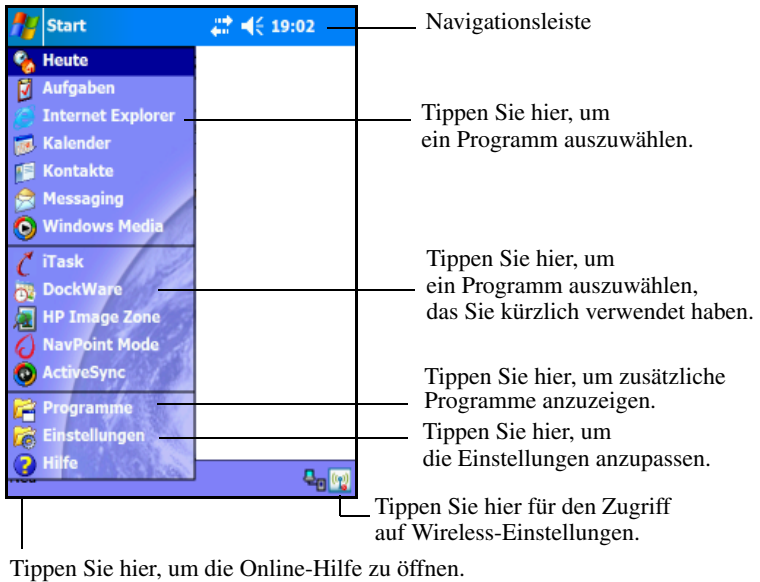 Start 19:02
Navigationsleiste
Heute
Aufgaben
Internet Explorer
Kalender
Kontakte
Messaging
Windows Media
Tippen Sie hier, um
ein Programm auszuwählen.
iTask
DockWare
HP Image Zone
NavPoint Mode
ActiveSync
Tippen Sie hier, um
ein Programm auszuwählen,
das Sie kürzlich verwendet haben.
Programme
Einstellungen
Hilfe
Tippen Sie hier, um zusätzliche
Programme anzuzeigen.
Tippen Sie hier, um
die Einstellungen anzupassen.
Tippen Sie hier für den Zugriff
auf Wireless-Einstellungen.
Tippen Sie hier, um die Online-Hilfe zu öffnen.